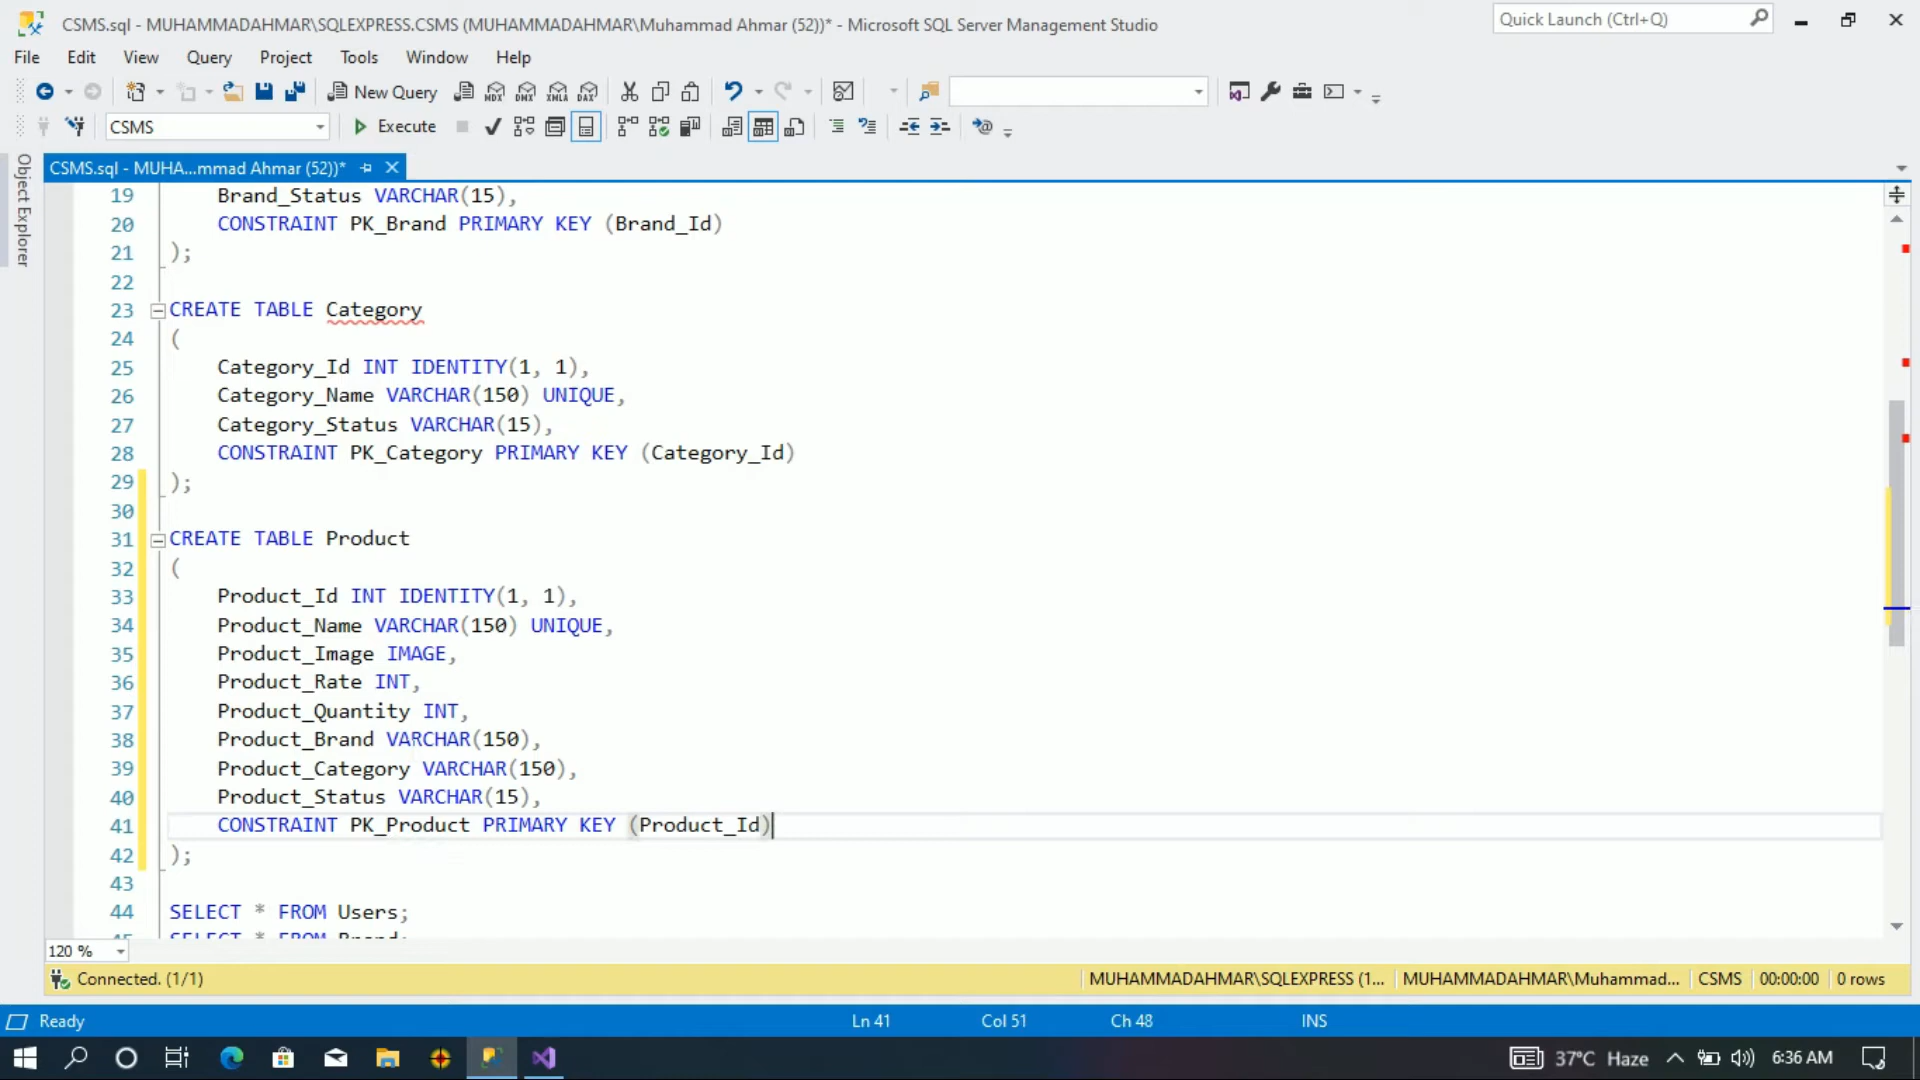 CSMS.sql - MUHAMMADAHMAR\SQLEXPRESS.CSMS (MUHAMMADAHMAR\Muhammad Ahmar (52))* - Microsoft SQL Server Management Studio
Quick Launch (Ctrl+Q)
File Edit View Query Project Tools Window Help
New Query MDX DMX XMLA DAX
CSMS Execute
Object Explorer
CSMS.sql - MUHA...mmad Ahmar (52))*
19 Brand_Status VARCHAR(15),
20 CONSTRAINT PK_Brand PRIMARY KEY (Brand_Id)
21 );
22
23 CREATE TABLE Category
24 (
25 Category_Id INT IDENTITY(1, 1),
26 Category_Name VARCHAR(150) UNIQUE,
27 Category_Status VARCHAR(15),
28 CONSTRAINT PK_Category PRIMARY KEY (Category_Id)
29 );
30
31 CREATE TABLE Product
32 (
33 Product_Id INT IDENTITY(1, 1),
34 Product_Name VARCHAR(150) UNIQUE,
35 Product_Image IMAGE,
36 Product_Rate INT,
37 Product_Quantity INT,
38 Product_Brand VARCHAR(150),
39 Product_Category VARCHAR(150),
40 Product_Status VARCHAR(15),
41 CONSTRAINT PK_Product PRIMARY KEY (Product_Id)
42 );
43
44 SELECT * FROM Users;
45 SELECT * FROM Brand;
120 %
Connected. (1/1) MUHAMMADAHMAR\SQLEXPRESS (1... MUHAMMADAHMAR\Muhammad... CSMS 00:00:00 0 rows
Ready Ln 41 Col 51 Ch 48 INS
37°C Haze 6:36 AM